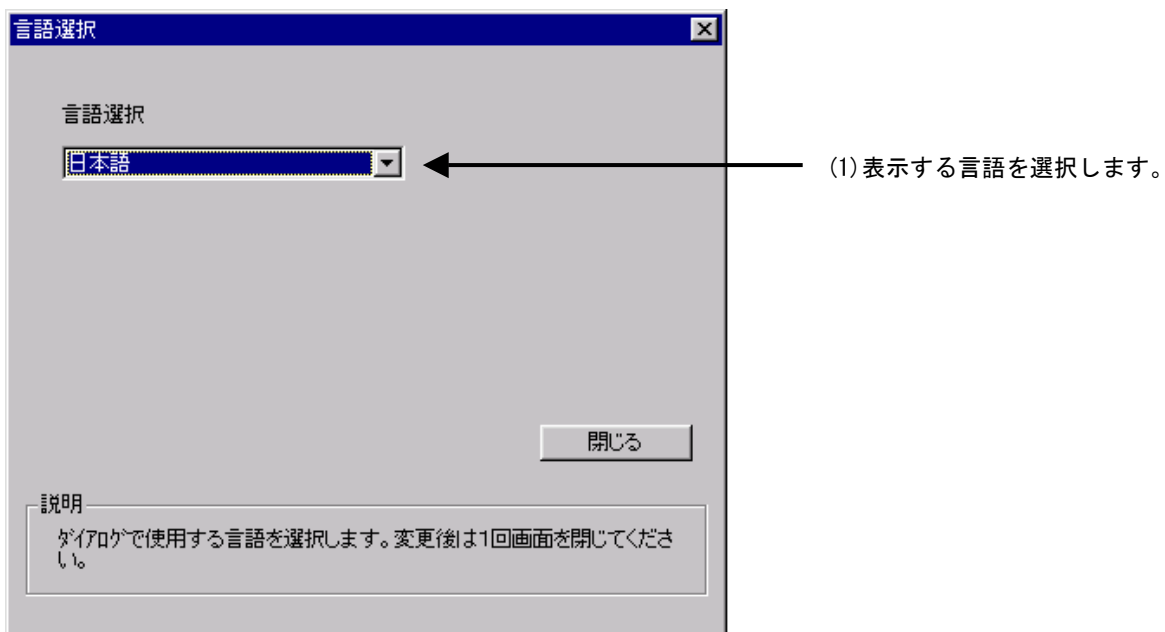 言語選択
言語選択
日本語
(1)表示する言語を選択します。
閉じる
説明
ﾀﾞｲｱﾛｸﾞで使用する言語を選択します。変更後は1回画面を閉じてくださ
い。